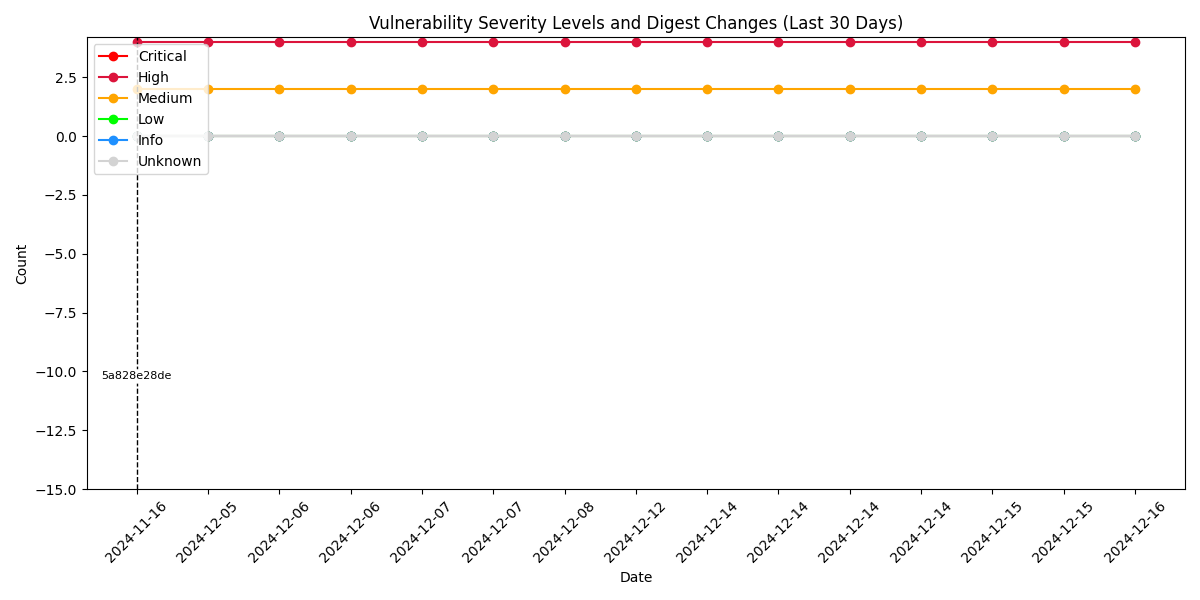 Vulnerability Severity Levels and Digest Changes (Last 30 Days)
Critical
High
Medium
Low
Info
Unknown
Count
2.5
0.0
−2.5
−5.0
−7.5
−10.0
−12.5
−15.0
5a828e28de
2024-11-16
2024-12-05
2024-12-06
2024-12-06
2024-12-07
2024-12-07
2024-12-08
2024-12-12
2024-12-14
2024-12-14
2024-12-14
2024-12-14
2024-12-15
2024-12-15
2024-12-16
Date